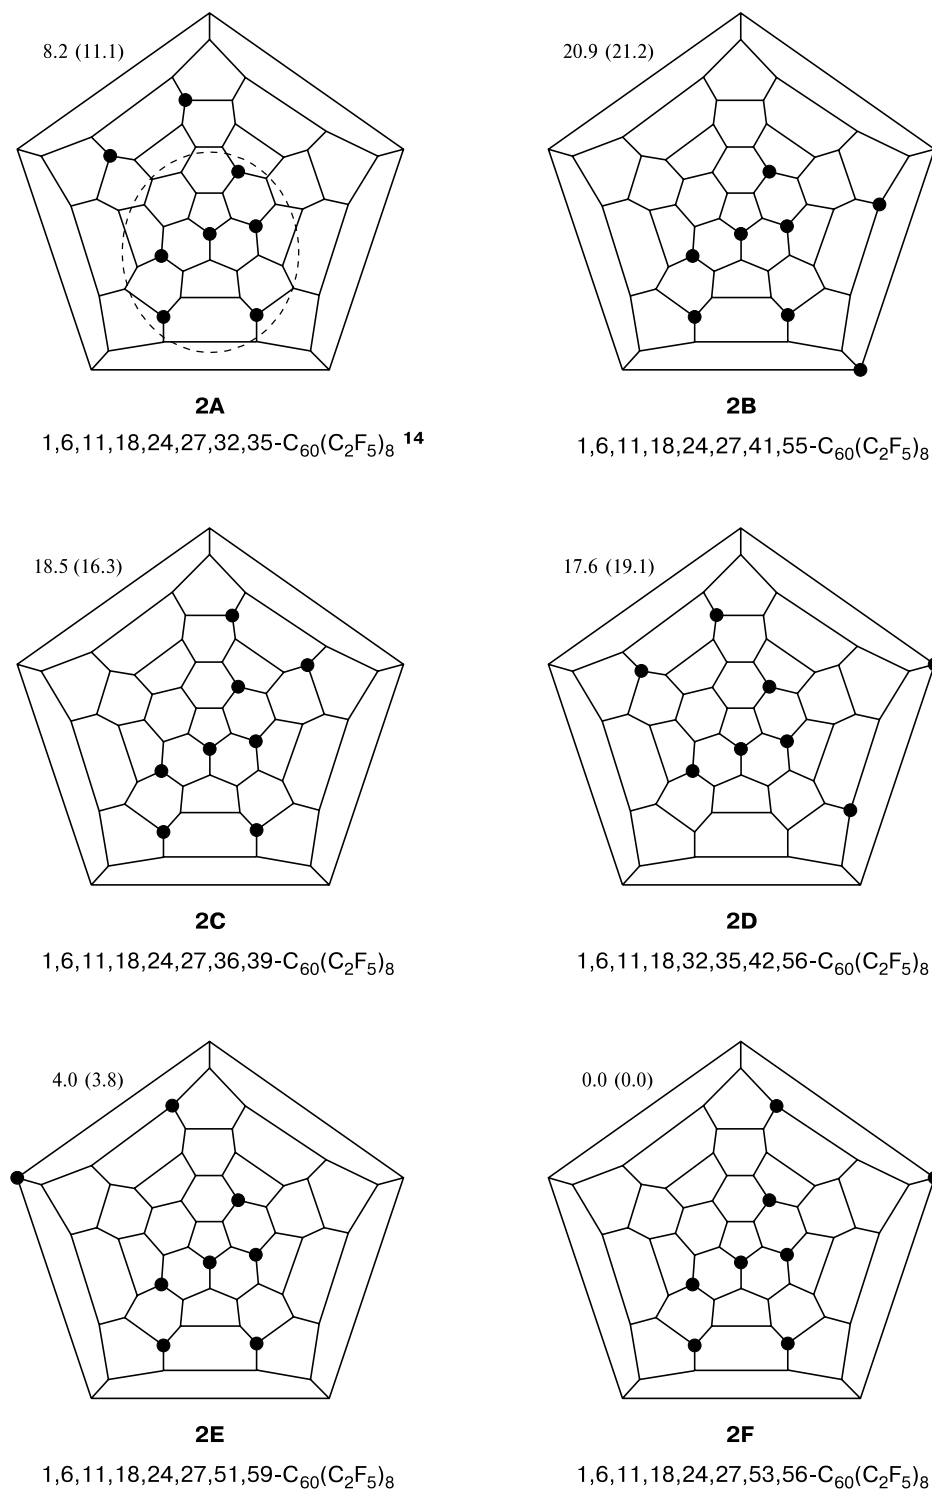 8.2 (11.1)
20.9 (21.2)
2A
2B
1,6,11,18,24,27,32,35-C₆₀(C₂F₅)₈ ¹⁴
1,6,11,18,24,27,41,55-C₆₀(C₂F₅)₈
18.5 (16.3)
17.6 (19.1)
2C
2D
1,6,11,18,24,27,36,39-C₆₀(C₂F₅)₈
1,6,11,18,32,35,42,56-C₆₀(C₂F₅)₈
4.0 (3.8)
0.0 (0.0)
2E
2F
1,6,11,18,24,27,51,59-C₆₀(C₂F₅)₈
1,6,11,18,24,27,53,56-C₆₀(C₂F₅)₈